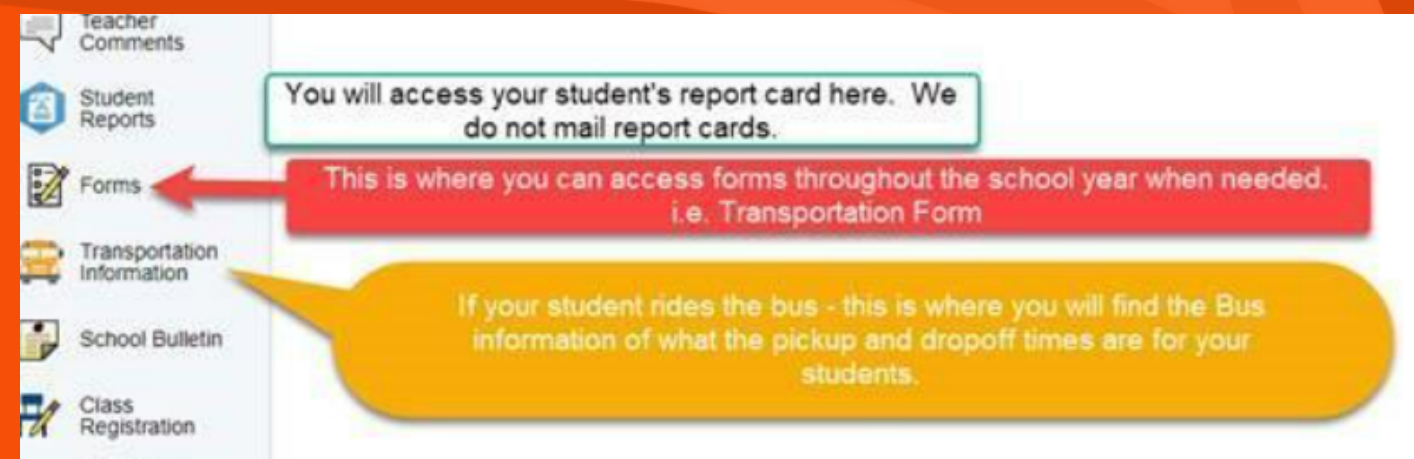 Teacher
Comments
Student
Reports
You will access your student's report card here. We
do not mail report cards.
Forms
This is where you can access forms throughout the school year when needed.
i.e. Transportation Form
Transportation
Information
If your student rides the bus - this is where you will find the Bus
information of what the pickup and dropoff times are for your
students.
School Bulletin
Class
Registration